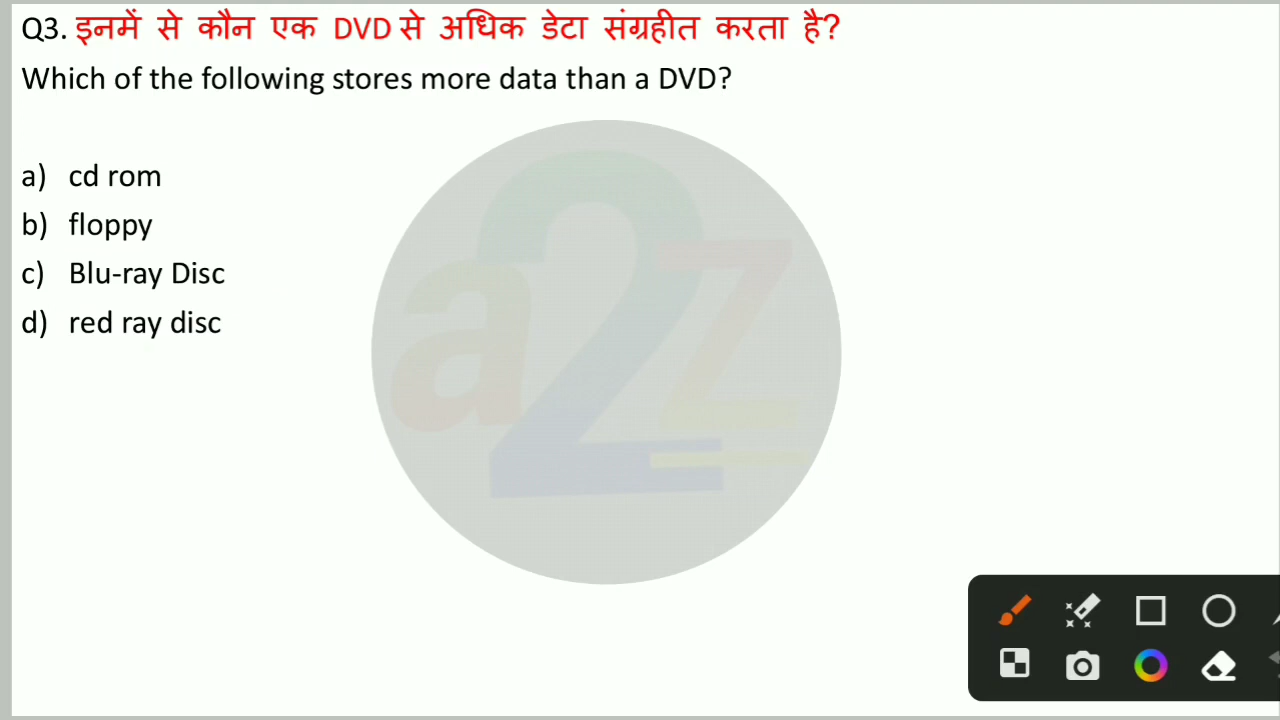 Q3. इनमें से कौन एक DVD से अधिक डेटा संग्रहीत करता है?
Which of the following stores more data than a DVD?
a) cd rom
b) floppy
c) Blu-ray Disc
d) red ray disc
a2z